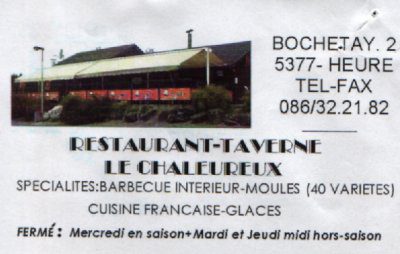 BOCHETAY. 2
5377- HEURE
TEL-FAX
086/32.21.82
RESTAURANT-TAVERNE
LE CHALEUREUX
SPECIALITES:BARBECUE INTERIEUR-MOULES (40 VARIETES)
CUISINE FRANCAISE-GLACES
FERMÉ : Mercredi en saison+Mardi et Jeudi midi hors-saison